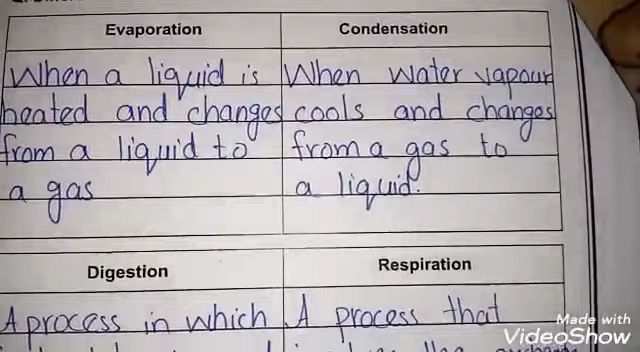 Evaporation
Condensation
When a liquid is
heated and changes
from a liquid to
a gas
When water vapour
cools and changes
from a gas to
a liquid.
Digestion
Respiration
A process in which
A process that
Made with
VideoShow